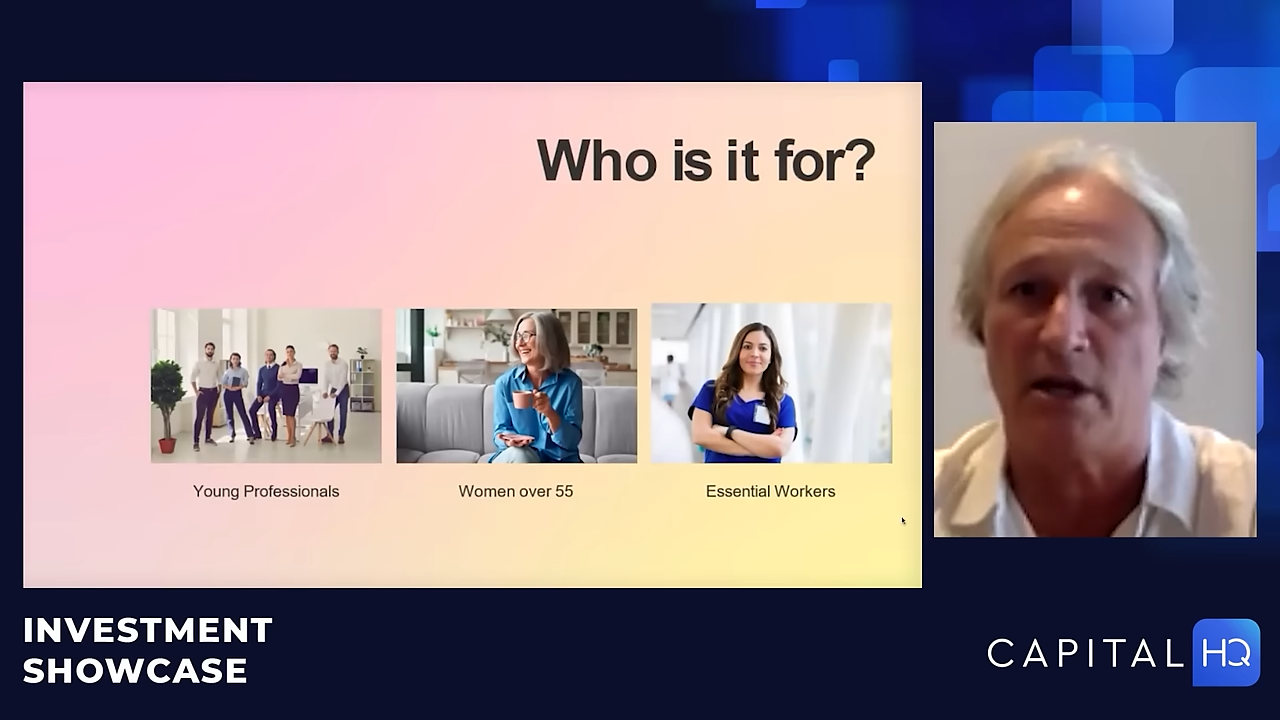 Who is it for?
Young Professionals
Women over 55
Essential Workers
INVESTMENT
SHOWCASE
CAPITAL HQ